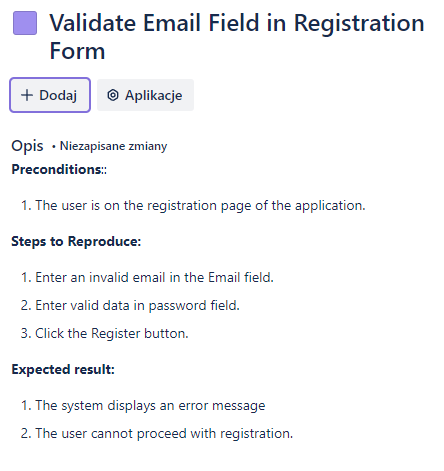 Validate Email Field in Registration
Form
Dodaj
Aplikacje
Opis • Niezapisane zmiany
Preconditions::
1. The user is on the registration page of the application.
Steps to Reproduce:
1. Enter an invalid email in the Email field.
2. Enter valid data in password field.
3. Click the Register button.
Expected result:
1. The system displays an error message
2. The user cannot proceed with registration.